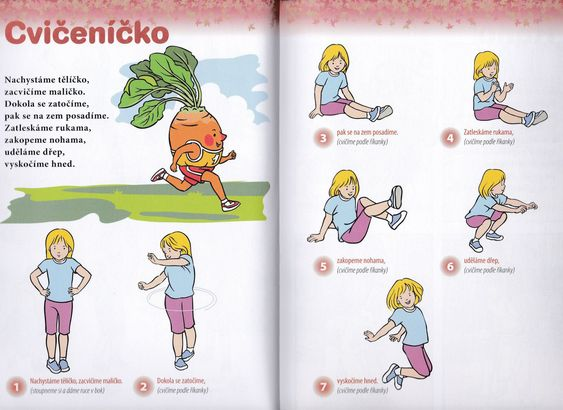 Cvičeníčko
Nachystáme tělíčko,
zacvičíme maličko.
Dokola se zatočíme,
pak se na zem posadíme.
Zatleskáme rukama,
zakopeme nohama,
uděláme dřep,
vyskočíme hned.
1 Nachystáme tělíčko, zacvičíme maličko.
(stoupneme si a dáme ruce v bok)
2 Dokola se zatočíme,
(cvičíme podle říkanky)
3 pak se na zem posadíme.
(cvičíme podle říkanky)
4 Zatleskáme rukama,
(cvičíme podle říkanky)
5 zakopeme nohama,
(cvičíme podle říkanky)
6 uděláme dřep,
(cvičíme podle říkanky)
7 vyskočíme hned.
(cvičíme podle říkanky)